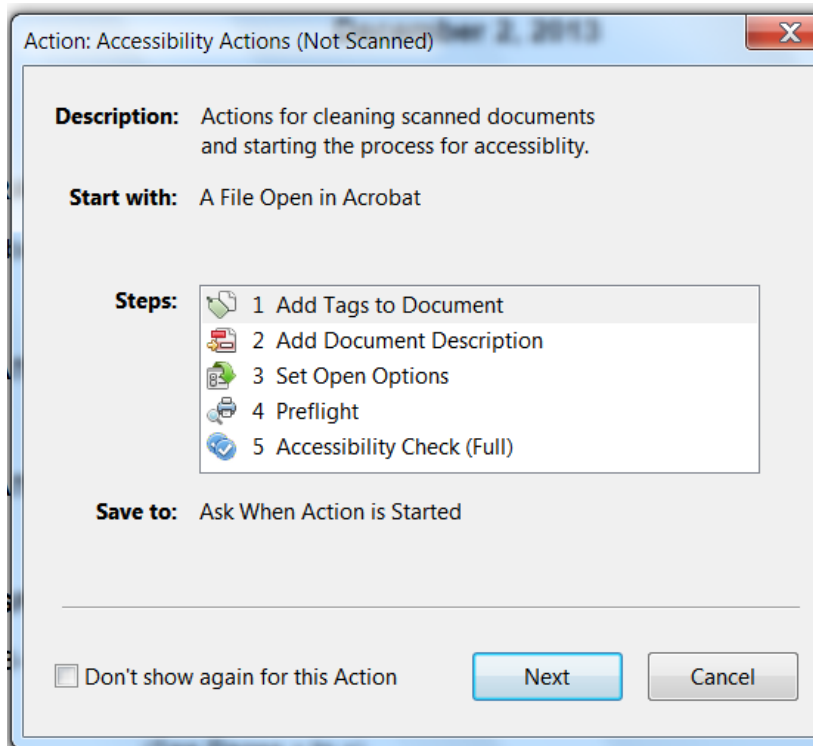 December 2, 2013
Action: Accessibility Actions (Not Scanned)
Description: Actions for cleaning scanned documents
and starting the process for accessiblity.
Start with: A File Open in Acrobat
Steps: 1 Add Tags to Document
2 Add Document Description
3 Set Open Options
4 Preflight
5 Accessibility Check (Full)
Save to: Ask When Action is Started
Don't show again for this Action Next Cancel